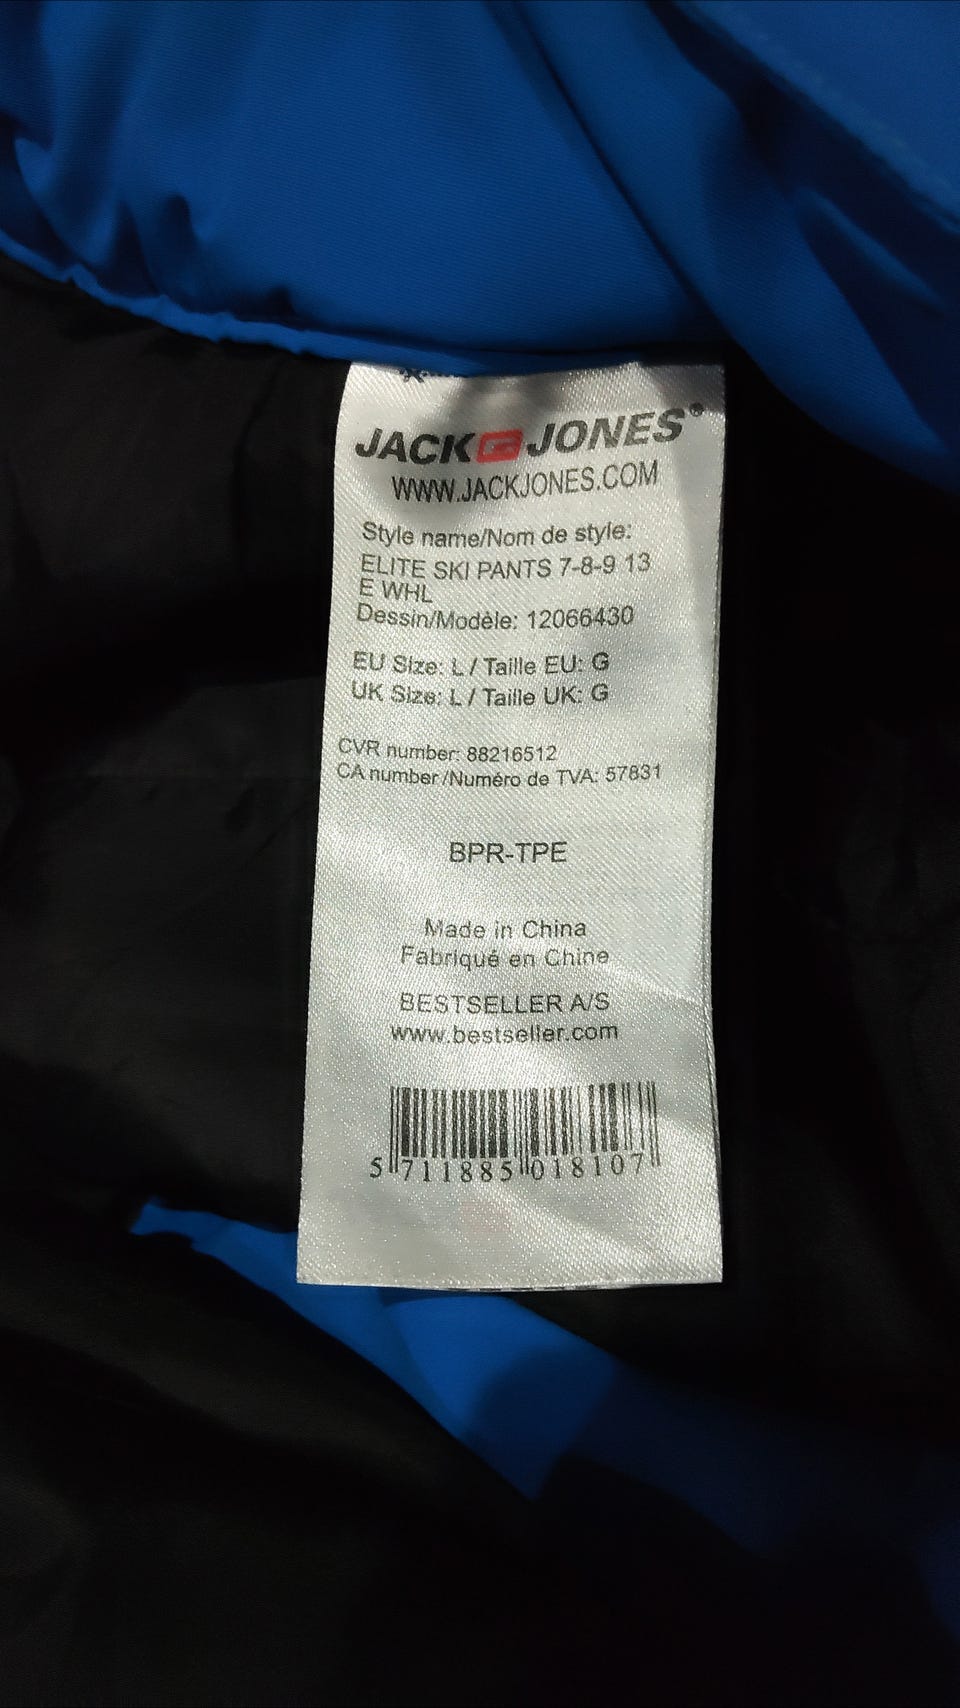 JACK JONES®
WWW.JACKJONES.COM
Style name/Nom de style:
ELITE SKI PANTS 7-8-9 13
E WHL
Dessin/Modèle: 12066430
EU Size: L / Taille EU: G
UK Size: L / Taille UK: G
CVR number: 88216512
CA number/Numéro de TVA: 57831
BPR-TPE
Made in China
Fabriqué en Chine
BESTSELLER A/S
www.bestseller.com
5 711885 018107